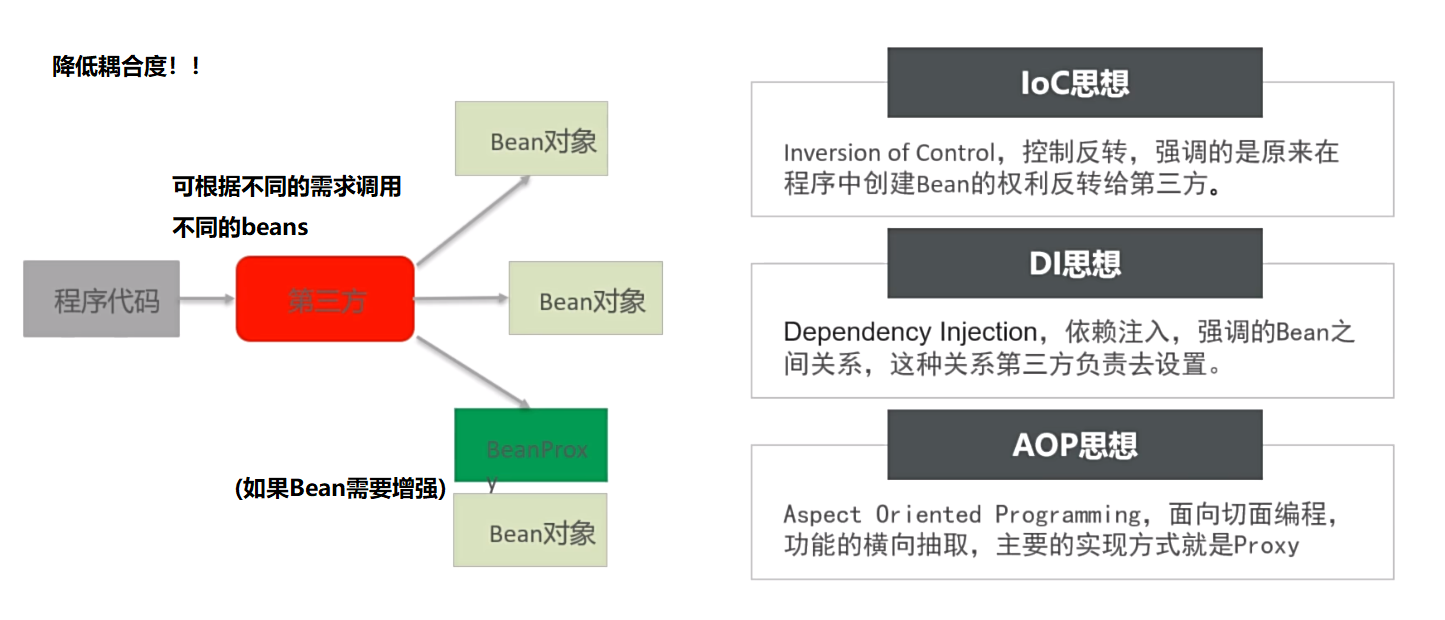 降低耦合度！！
可根据不同的需求调用
不同的beans
程序代码
第三方
Bean对象
Bean对象
BeanProx
y
(如果Bean需要增强)
Bean对象
IoC思想
Inversion of Control，控制反转，强调的是原来在
程序中创建Bean的权利反转给第三方。
DI思想
Dependency Injection，依赖注入，强调的Bean之
间关系，这种关系第三方负责去设置。
AOP思想
Aspect Oriented Programming，面向切面编程，
功能的横向抽取，主要的实现方式就是Proxy